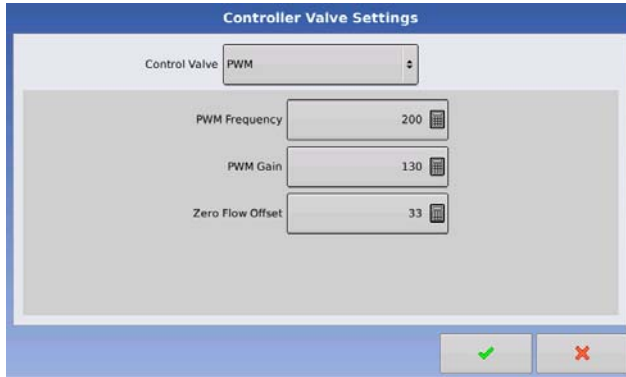 Controller Valve Settings
Control Valve PWM
PWM Frequency 200
PWM Gain 130
Zero Flow Offset 33